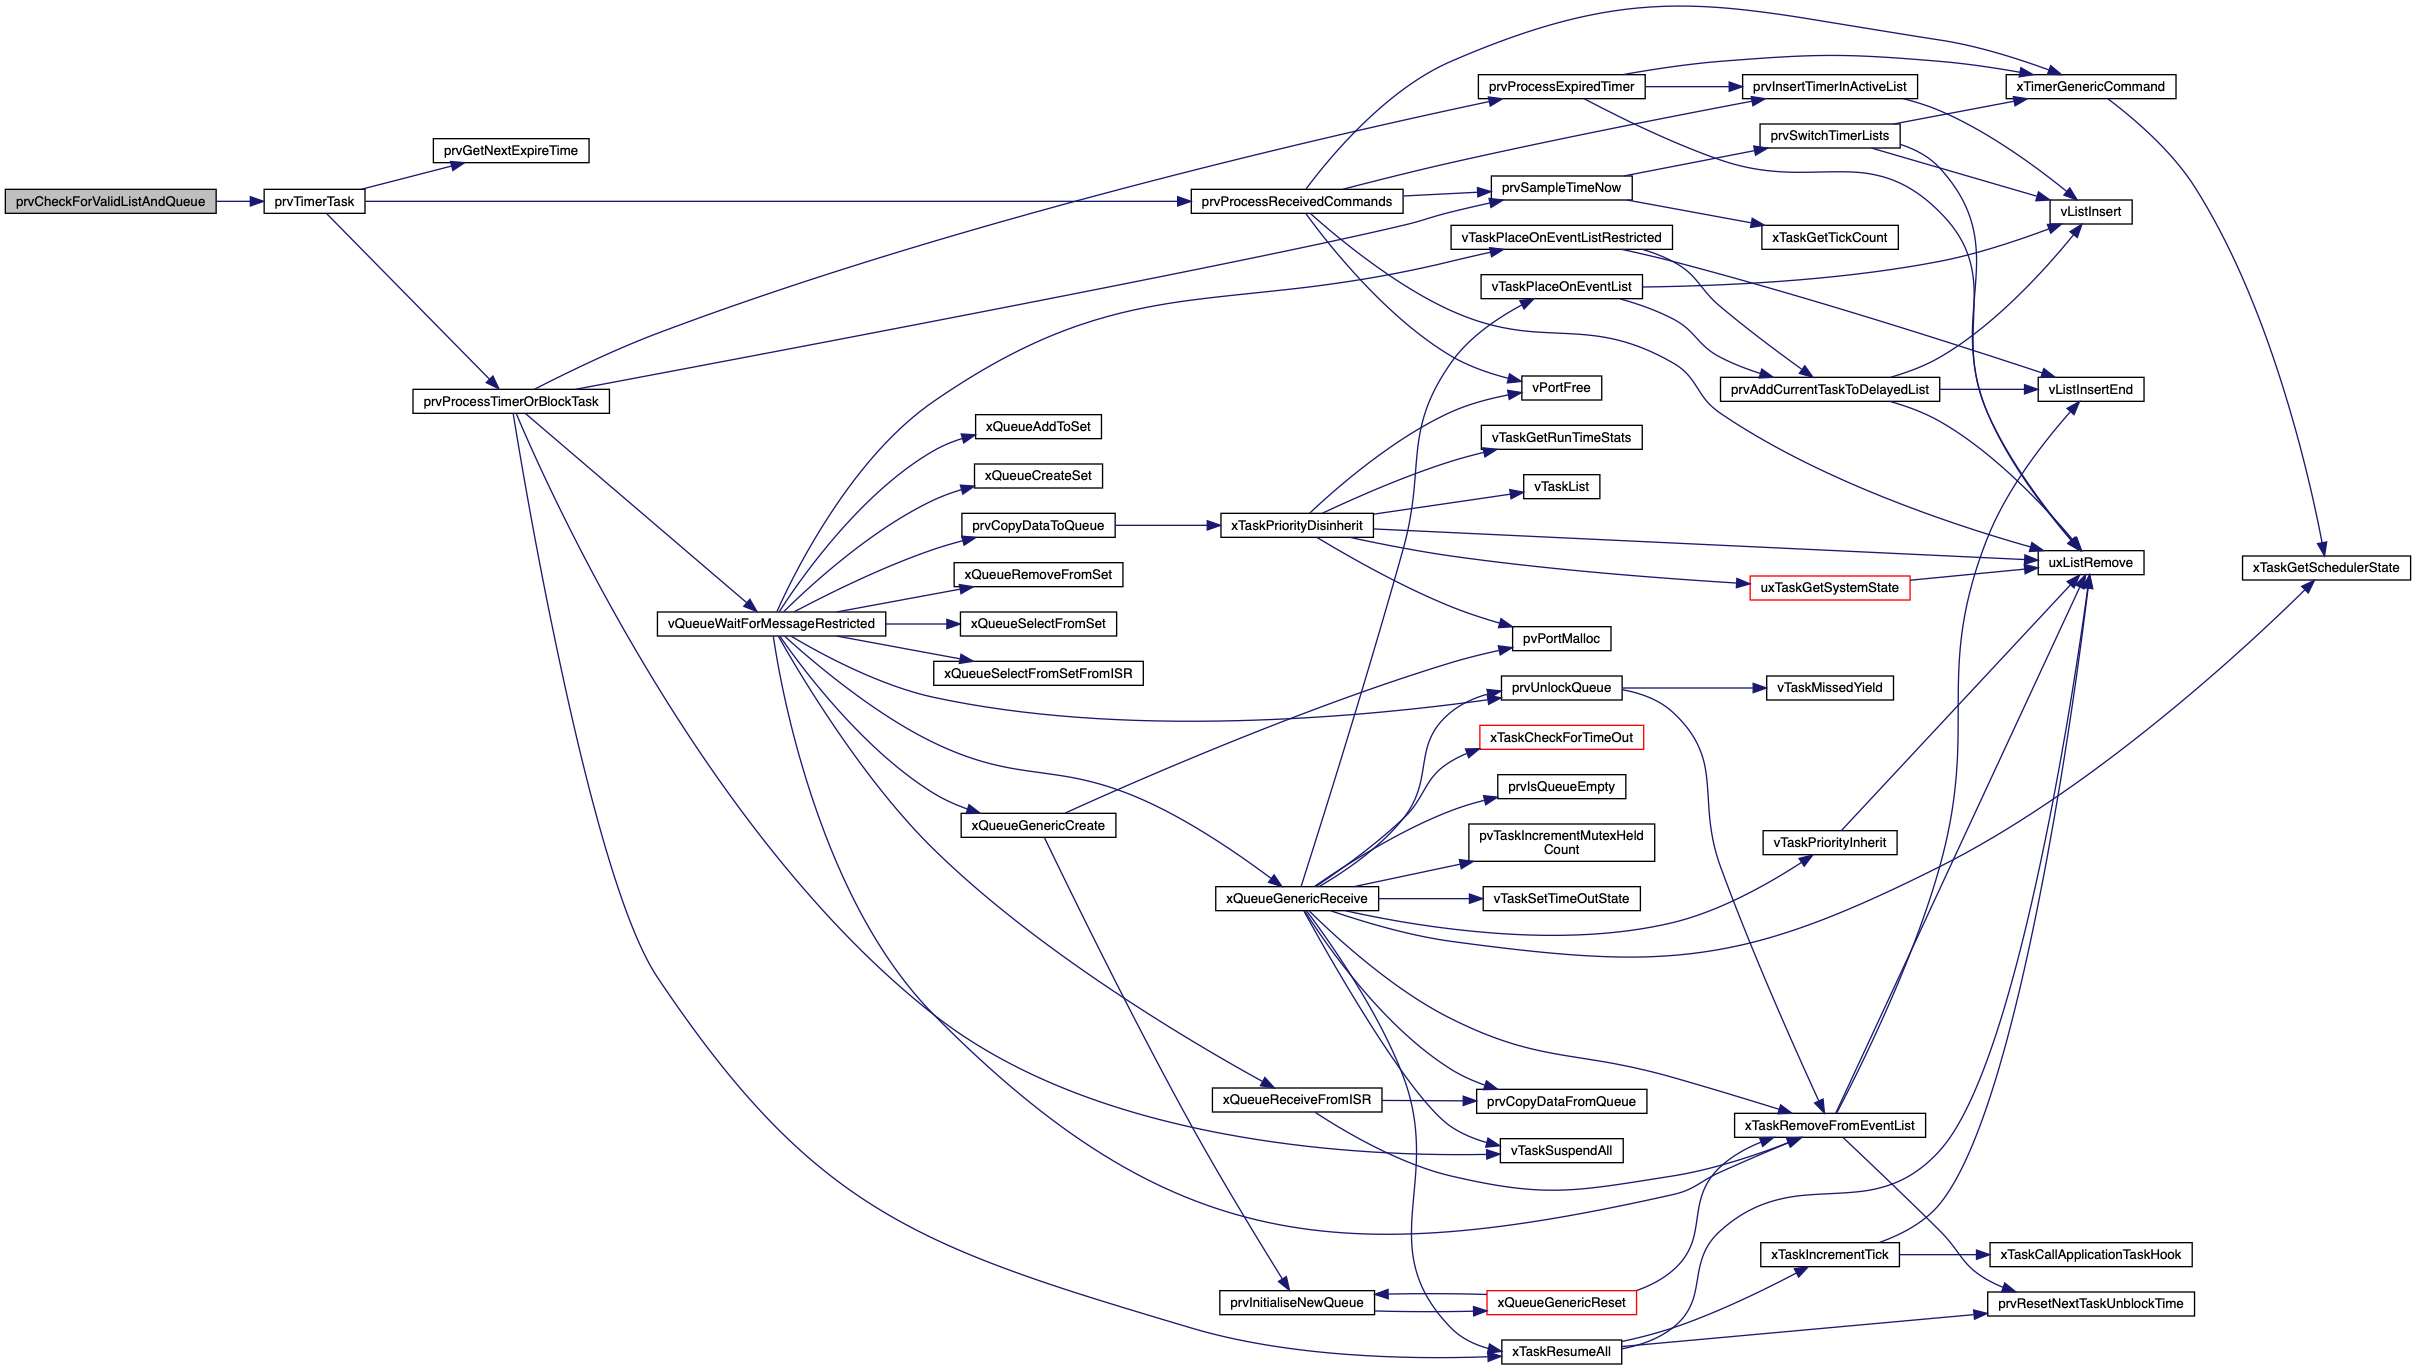 prvCheckForValidListAndQueue
prvTimerTask
prvGetNextExpireTime
prvProcessTimerOrBlockTask
vQueueWaitForMessageRestricted
xQueueAddToSet
xQueueCreateSet
prvCopyDataToQueue
xQueueRemoveFromSet
xQueueSelectFromSet
xQueueSelectFromSetFromISR
xQueueGenericCreate
prvProcessReceivedCommands
xTaskPriorityDisinherit
xQueueGenericReceive
xQueueReceiveFromISR
prvInitialiseNewQueue
prvProcessExpiredTimer
prvSampleTimeNow
vTaskPlaceOnEventListRestricted
vTaskPlaceOnEventList
vPortFree
vTaskGetRunTimeStats
vTaskList
pvPortMalloc
prvUnlockQueue
xTaskCheckForTimeOut
prvIsQueueEmpty
pvTaskIncrementMutexHeld
Count
vTaskSetTimeOutState
prvCopyDataFromQueue
vTaskSuspendAll
xQueueGenericReset
xTaskResumeAll
prvInsertTimerInActiveList
prvSwitchTimerLists
xTaskGetTickCount
prvAddCurrentTaskToDelayedList
uxTaskGetSystemState
vTaskMissedYield
vTaskPriorityInherit
xTaskRemoveFromEventList
xTaskIncrementTick
xTimerGenericCommand
vListInsert
vListInsertEnd
uxListRemove
xTaskCallApplicationTaskHook
prvResetNextTaskUnblockTime
xTaskGetSchedulerState